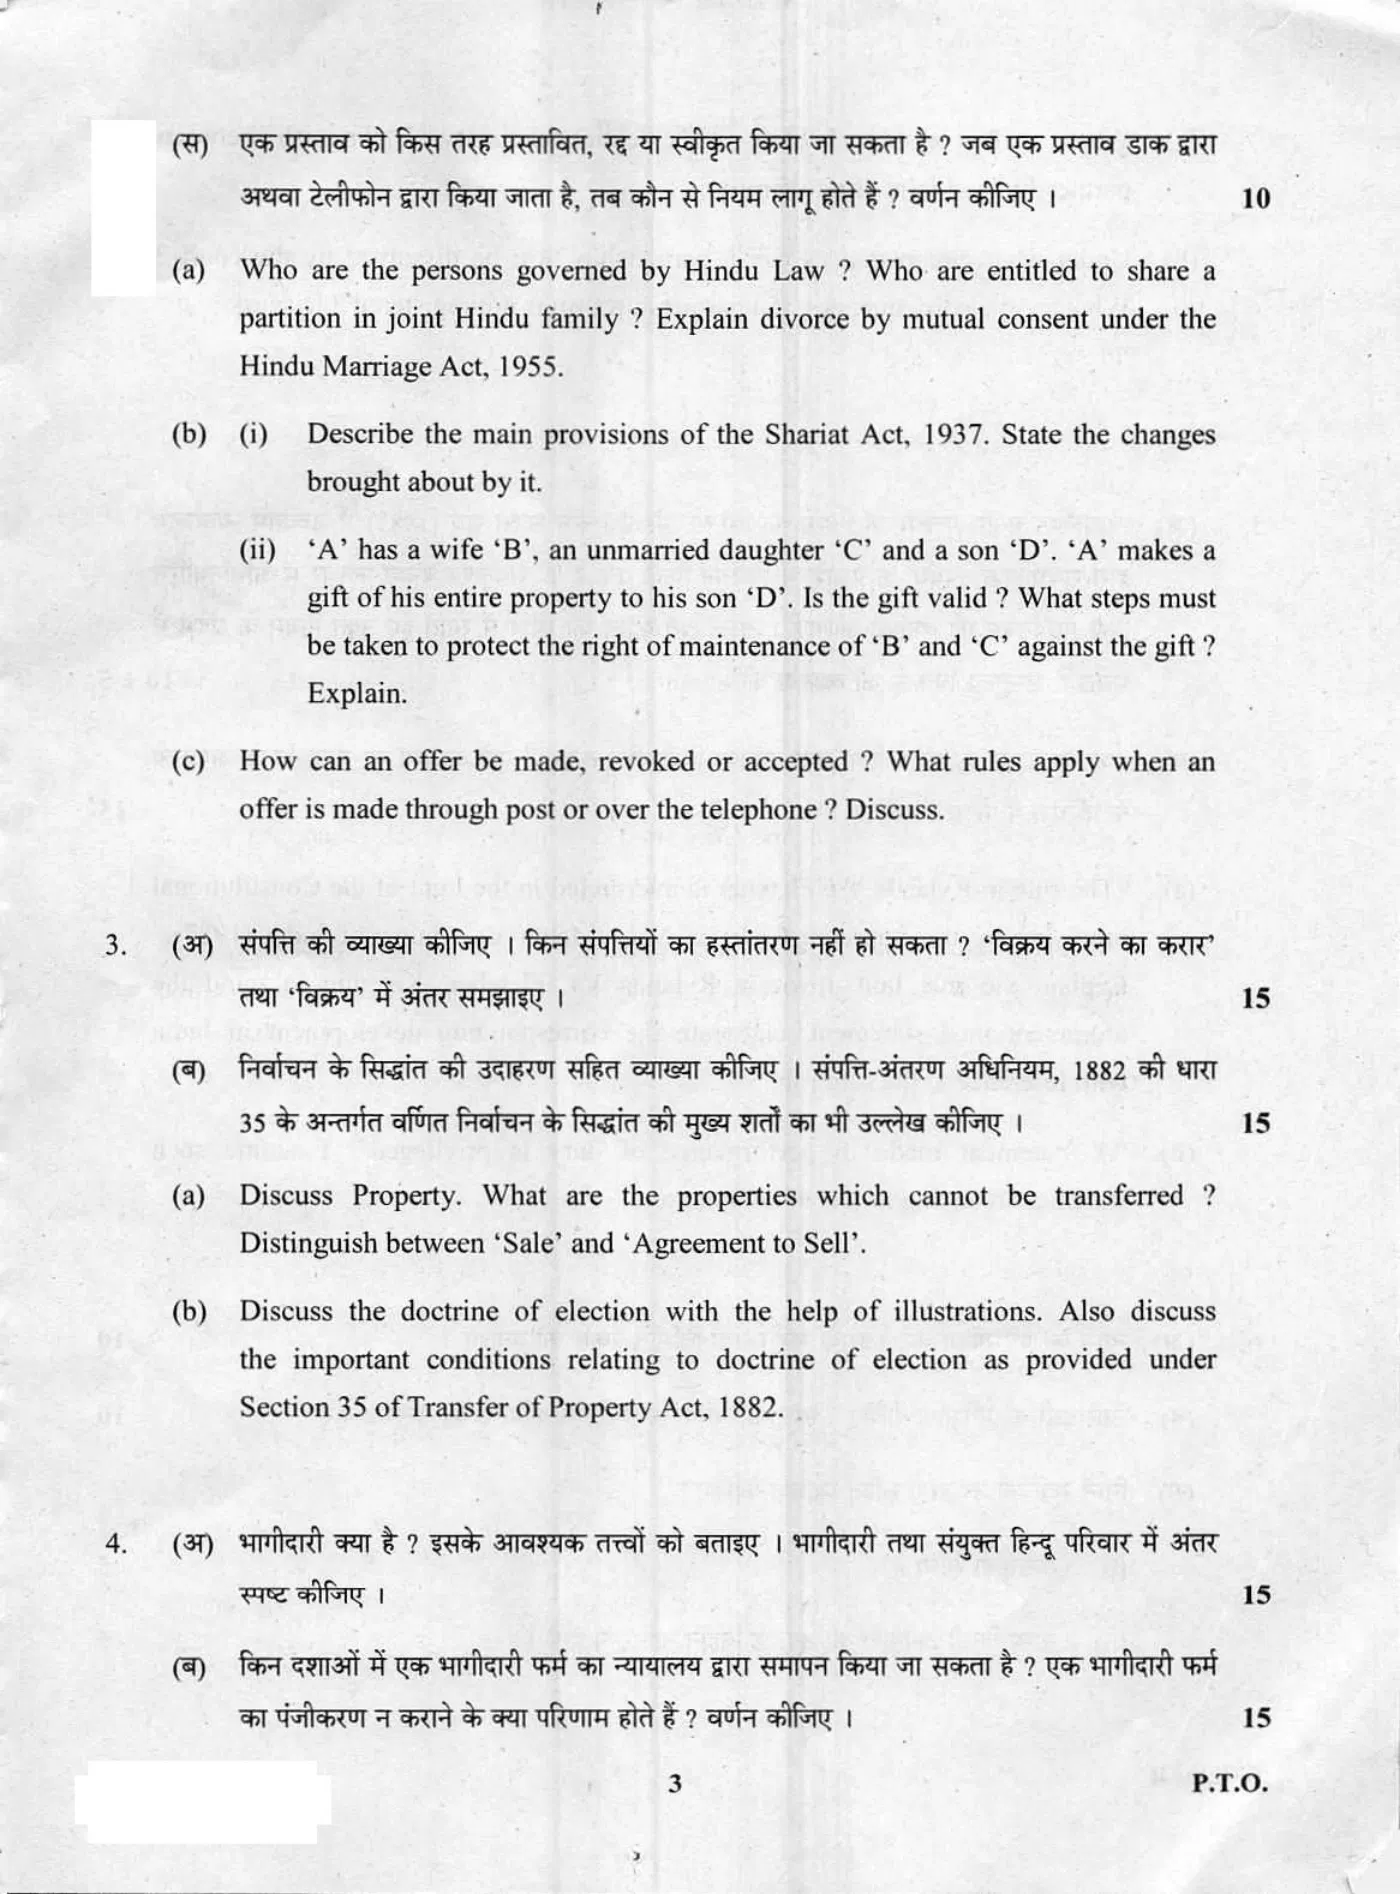 (स) एक प्रस्ताव को किस तरह प्रस्तावित, रद्द या स्वीकृत किया जा सकता है ? जब एक प्रस्ताव डाक द्वारा
अथवा टेलीफोन द्वारा किया जाता है, तब कौन से नियम लागू होते हैं ? वर्णन कीजिए । 10
(a) Who are the persons governed by Hindu Law ? Who are entitled to share a
partition in joint Hindu family ? Explain divorce by mutual consent under the
Hindu Marriage Act, 1955.
(b) (i) Describe the main provisions of the Shariat Act, 1937. State the changes
brought about by it.
(ii) ‘A’ has a wife ‘B’, an unmarried daughter ‘C’ and a son ‘D’. ‘A’ makes a
gift of his entire property to his son ‘D’. Is the gift valid ? What steps must
be taken to protect the right of maintenance of ‘B’ and ‘C’ against the gift ?
Explain.
(c) How can an offer be made, revoked or accepted ? What rules apply when an
offer is made through post or over the telephone ? Discuss.
3. (अ) संपत्ति की व्याख्या कीजिए । किन संपत्तियों का हस्तांतरण नहीं हो सकता ? ‘विक्रय करने का करार’
तथा ‘विक्रय’ में अंतर समझाइए । 15
(ब) निर्वाचन के सिद्धांत की उदाहरण सहित व्याख्या कीजिए । संपत्ति-अंतरण अधिनियम, 1882 की धारा
35 के अन्तर्गत वर्णित निर्वाचन के सिद्धांत की मुख्य शर्तों का भी उल्लेख कीजिए । 15
(a) Discuss Property. What are the properties which cannot be transferred ?
Distinguish between ‘Sale’ and ‘Agreement to Sell’.
(b) Discuss the doctrine of election with the help of illustrations. Also discuss
the important conditions relating to doctrine of election as provided under
Section 35 of Transfer of Property Act, 1882.
4. (अ) भागीदारी क्या है ? इसके आवश्यक तत्त्वों को बताइए । भागीदारी तथा संयुक्त हिन्दू परिवार में अंतर
स्पष्ट कीजिए । 15
(ब) किन दशाओं में एक भागीदारी फर्म का न्यायालय द्वारा समापन किया जा सकता है ? एक भागीदारी फर्म
का पंजीकरण न कराने के क्या परिणाम होते हैं ? वर्णन कीजिए । 15
3 P.T.O.